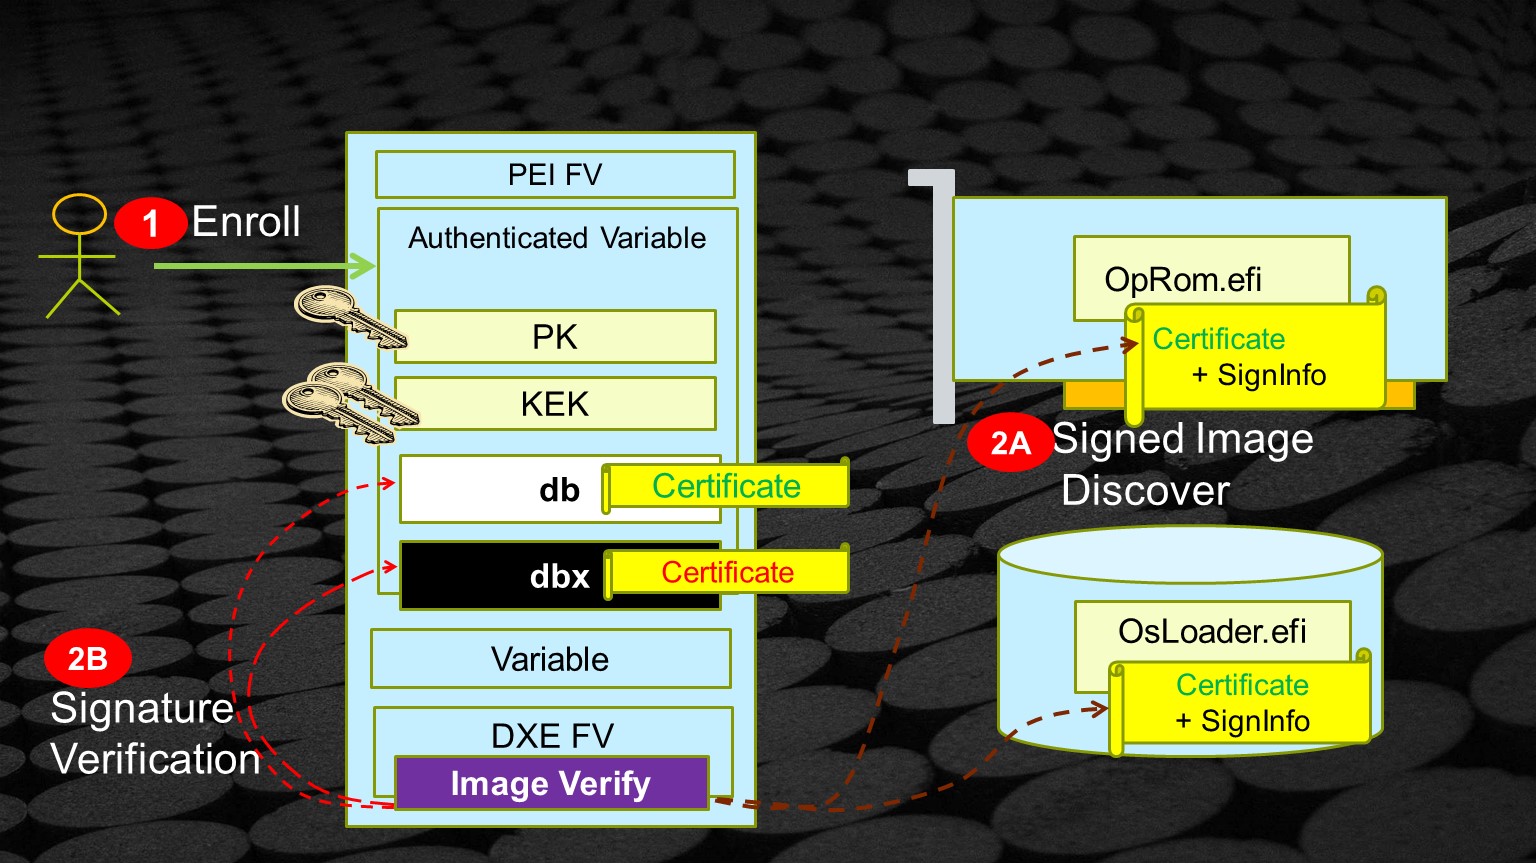 PEI FV
1 Enroll
Authenticated Variable
PK
KEK
db Certificate
dbx Certificate
2B
Signature
Verification
Variable
DXE FV
Image Verify
OpRom.efi
Certificate
+ SignInfo
2A Signed Image
Discover
OsLoader.efi
Certificate
+ SignInfo